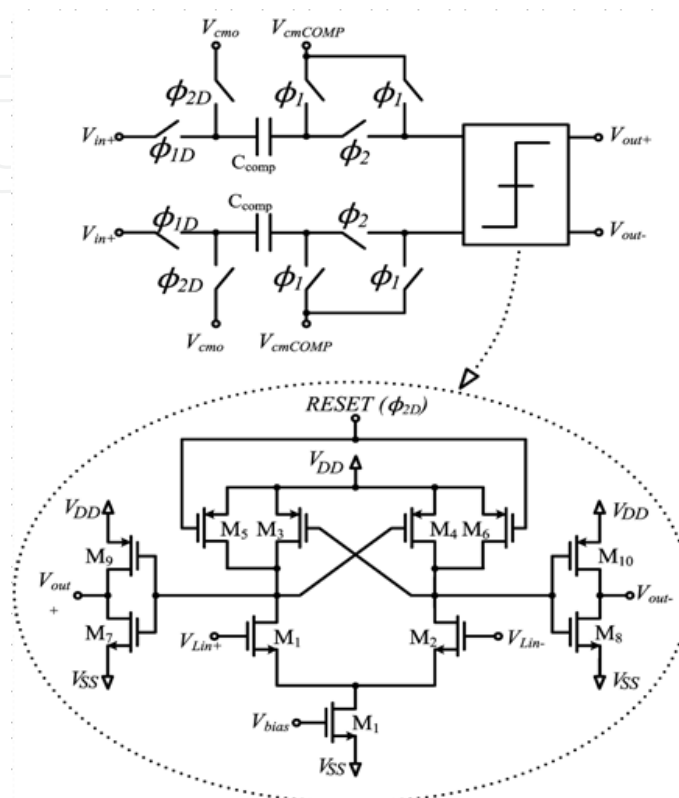 Vcmo VcmCOMP
ϕ2D ϕ1 ϕ1
Vin+ Vout+
ϕ1D Ccomp ϕ2
Ccomp
ϕ1D ϕ2
Vin+ Vout-
ϕ2D ϕ1 ϕ1
Vcmo VcmCOMP
RESET (ϕ2D)
VDD
VDD VDD
M5 M3 M4 M6
M9 M10
Vout
+
Vout-
M7 M8
VLin+ M1 M2 VLin-
VSS VSS
Vbias M1
VSS